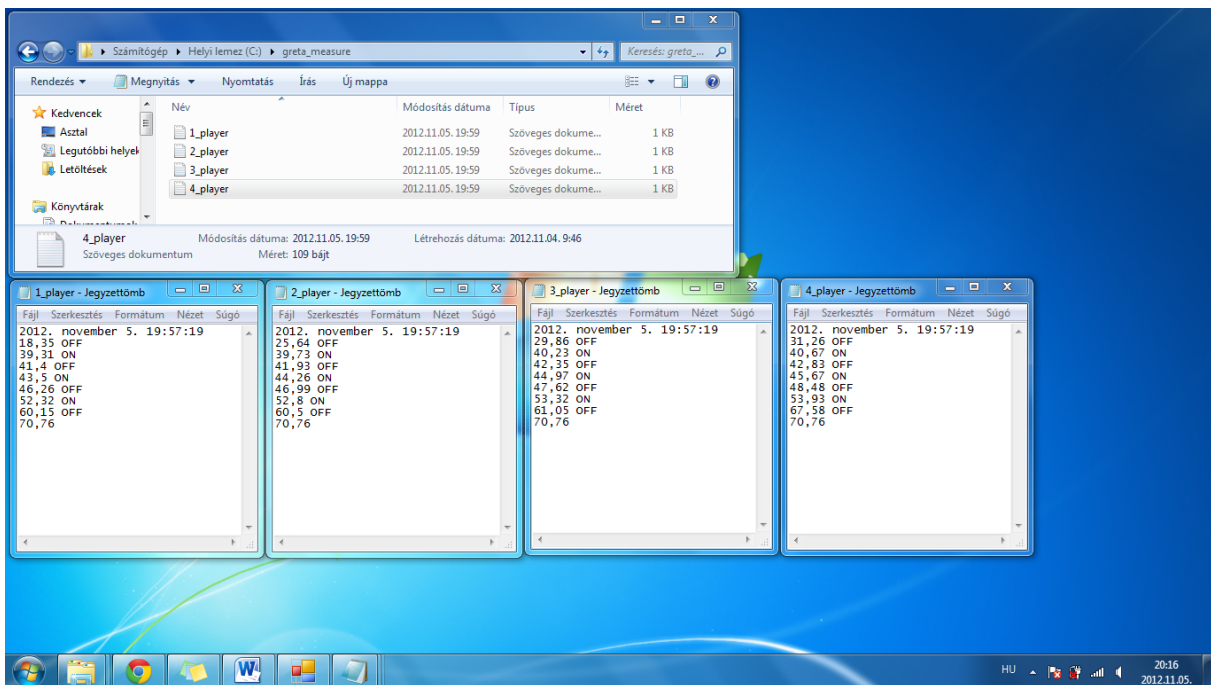 Számítógép ▸ Helyi lemez (C:) ▸ greta_measure
Keresés: greta_...
Rendezés
Megnyitás
Nyomtatás
Írás
Új mappa
Kedvencek
Asztal
Legutóbbi helyek
Letöltések
Könyvtárak
Név Módosítás dátuma Típus Méret
1_player 2012.11.05. 19:59 Szöveges dokume... 1 KB
2_player 2012.11.05. 19:59 Szöveges dokume... 1 KB
3_player 2012.11.05. 19:59 Szöveges dokume... 1 KB
4_player 2012.11.05. 19:59 Szöveges dokume... 1 KB
4_player Módosítás dátuma: 2012.11.05. 19:59 Létrehozás dátuma: 2012.11.04. 9:46
Szöveges dokumentum Méret: 109 bájt
1_player - Jegyzettömb
Fájl Szerkesztés Formátum Nézet Súgó
2012. november 5. 19:57:19
18,35 OFF
39,31 ON
41,4 OFF
43,5 ON
46,26 OFF
52,32 ON
60,15 OFF
70,76
2_player - Jegyzettömb
Fájl Szerkesztés Formátum Nézet Súgó
2012. november 5. 19:57:19
25,64 OFF
39,73 ON
41,93 OFF
44,26 ON
46,99 OFF
52,8 ON
60,5 OFF
70,76
3_player - Jegyzettömb
Fájl Szerkesztés Formátum Nézet Súgó
2012. november 5. 19:57:19
29,86 OFF
40,23 ON
42,35 OFF
44,97 ON
47,62 OFF
53,32 ON
61,05 OFF
70,76
4_player - Jegyzettömb
Fájl Szerkesztés Formátum Nézet Súgó
2012. november 5. 19:57:19
31,26 OFF
40,67 ON
42,83 OFF
45,67 ON
48,48 OFF
53,93 ON
67,58 OFF
70,76
HU
20:16
2012.11.05.